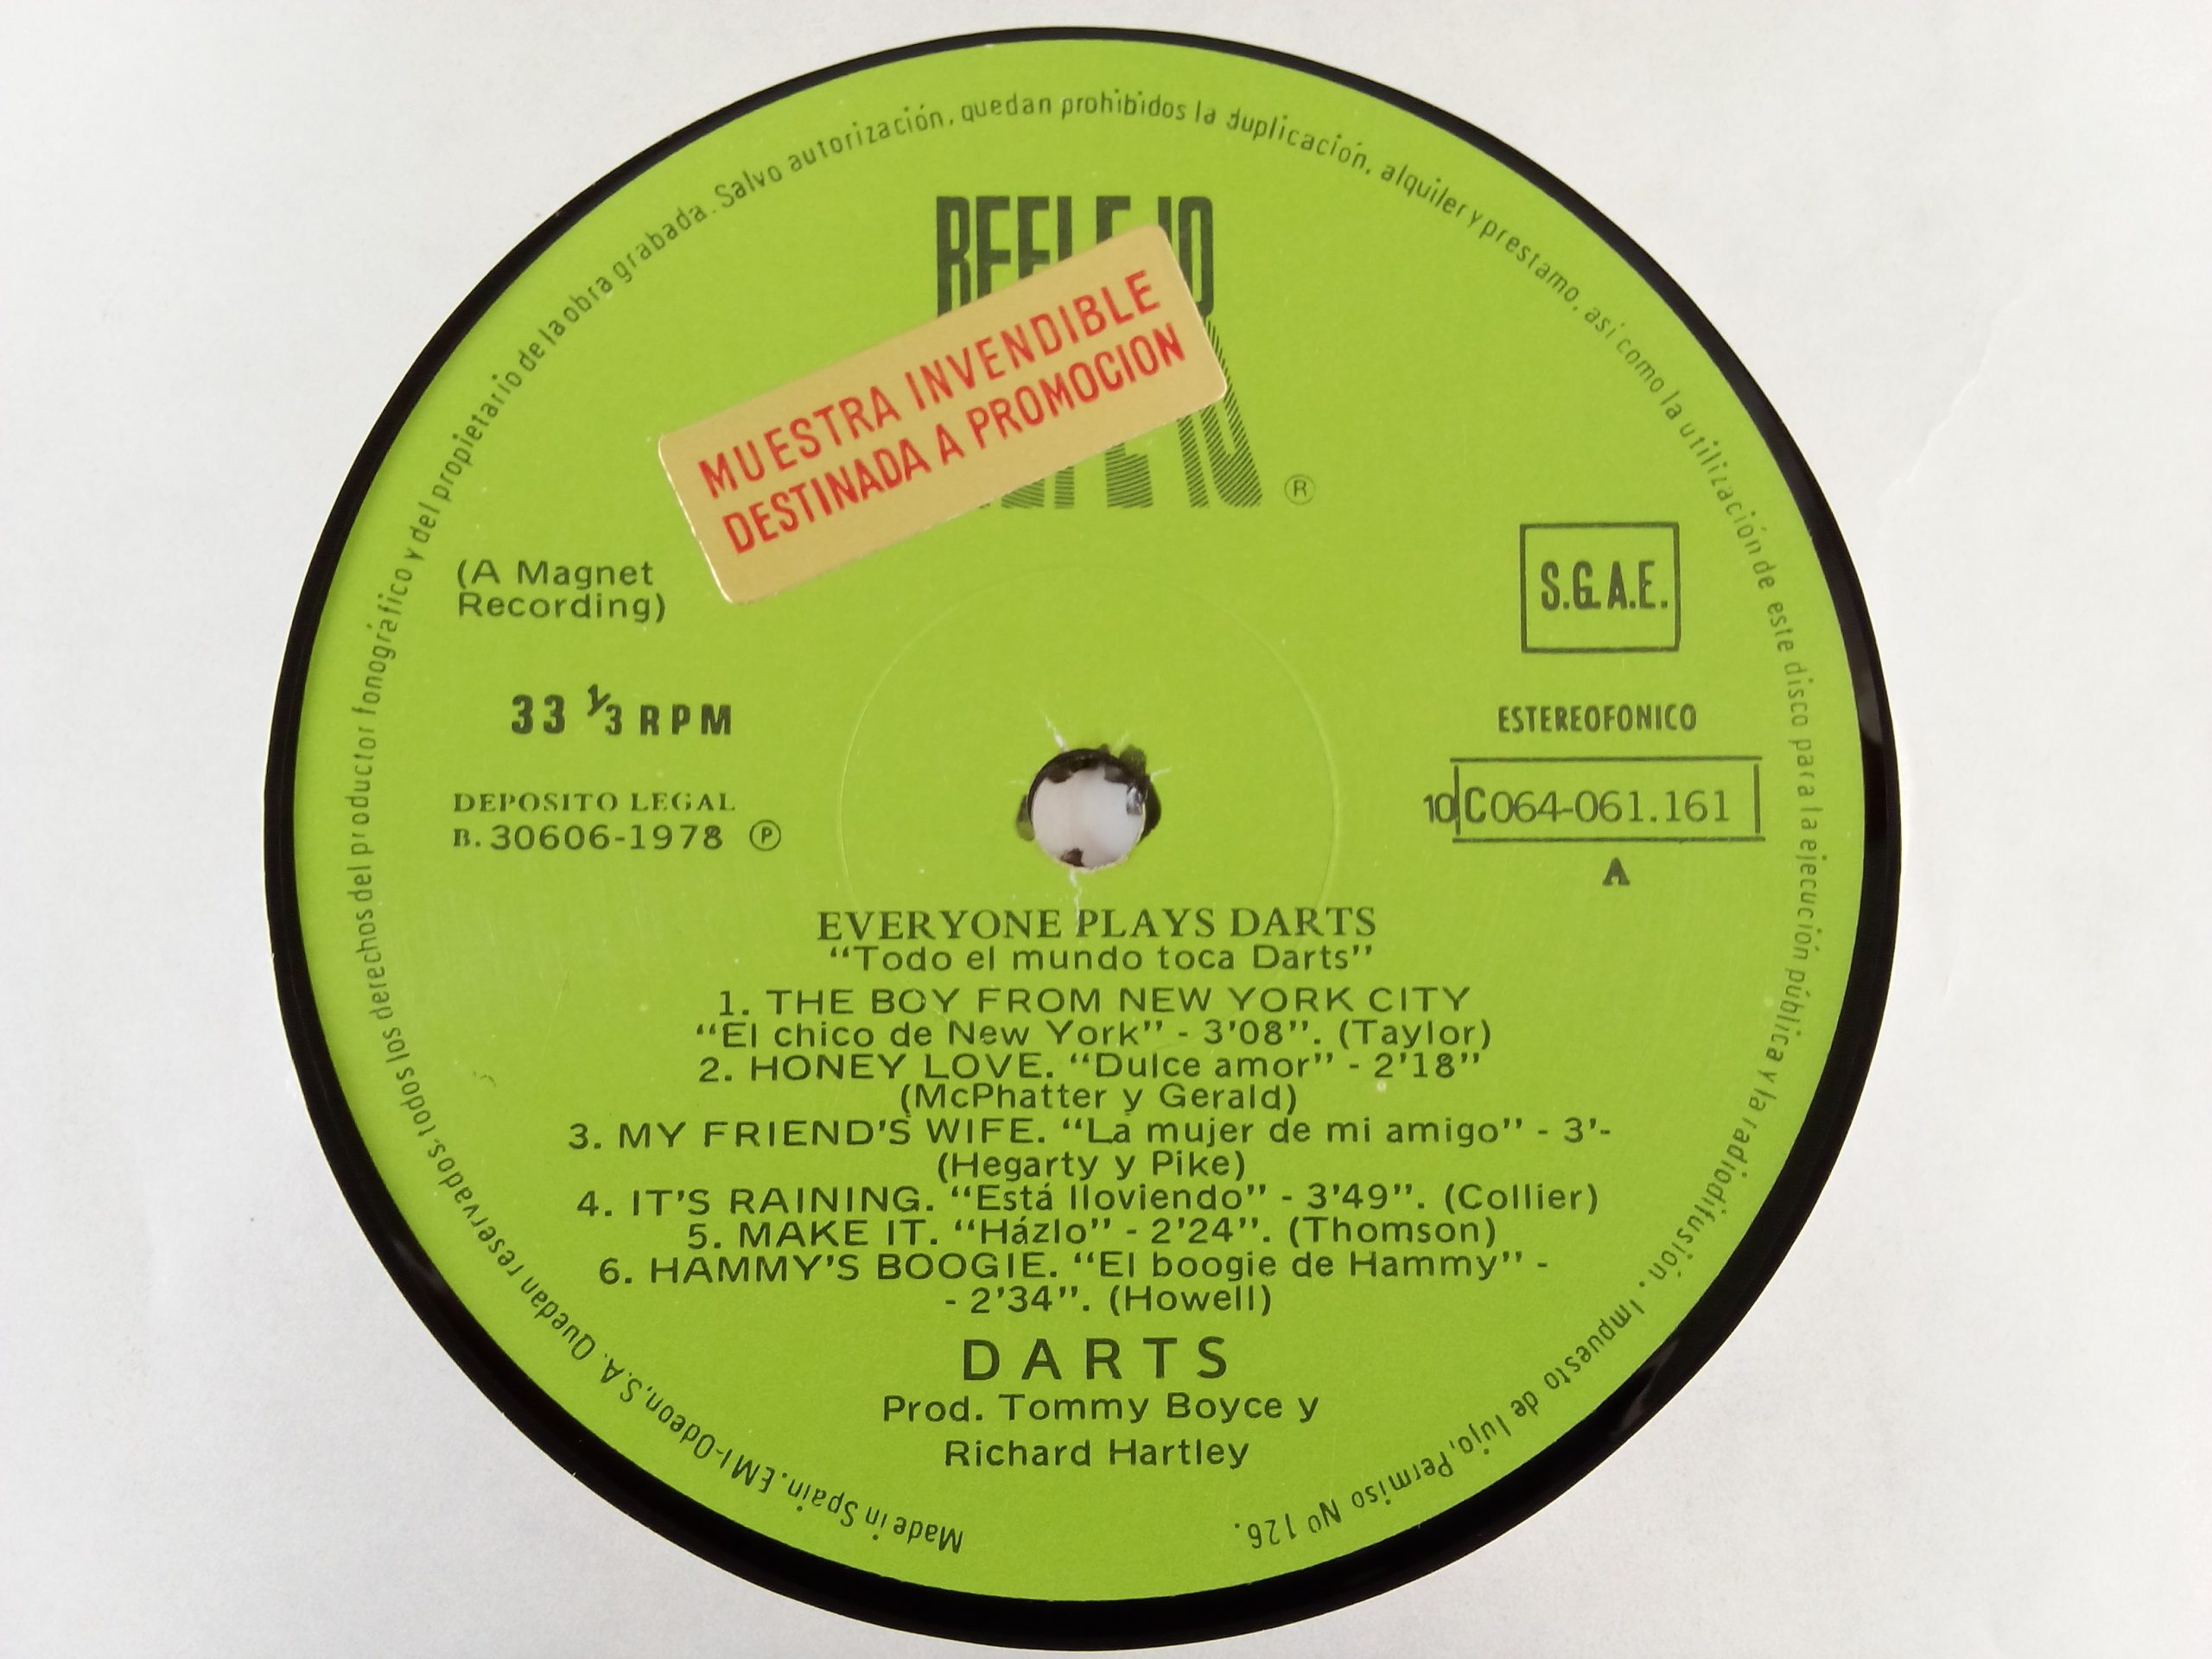 Made in Spain. EMI-Odeon, S.A. Quedan reservados, todos los derechos del productor fonográfico y del propietario de la obra grabada. Salvo autorización, quedan prohibidos la duplicación, alquiler y prestamo, así como la utilización de este disco para la ejecución pública y la radiodifusión. Impuesto de lujo, Permiso Nº 126.
MUESTRA INVENDIBLE
DESTINADA A PROMOCION
®
(A Magnet
Recording)
S.G.A.E.
33 1/3 RPM
ESTEREOFONICO
DEPOSITO LEGAL
B. 30606-1978 Ⓟ
10C064-061.161
A
EVERYONE PLAYS DARTS
“Todo el mundo toca Darts”
1. THE BOY FROM NEW YORK CITY
“El chico de New York” - 3'08”. (Taylor)
2. HONEY LOVE. “Dulce amor” - 2'18”
(McPhatter y Gerald)
3. MY FRIEND'S WIFE. “La mujer de mi amigo” - 3'-
(Hegarty y Pike)
4. IT'S RAINING. “Está lloviendo” - 3'49”. (Collier)
5. MAKE IT. “Házlo” - 2'24”. (Thomson)
6. HAMMY'S BOOGIE. “El boogie de Hammy” -
- 2'34”. (Howell)
DARTS
Prod. Tommy Boyce y
Richard Hartley